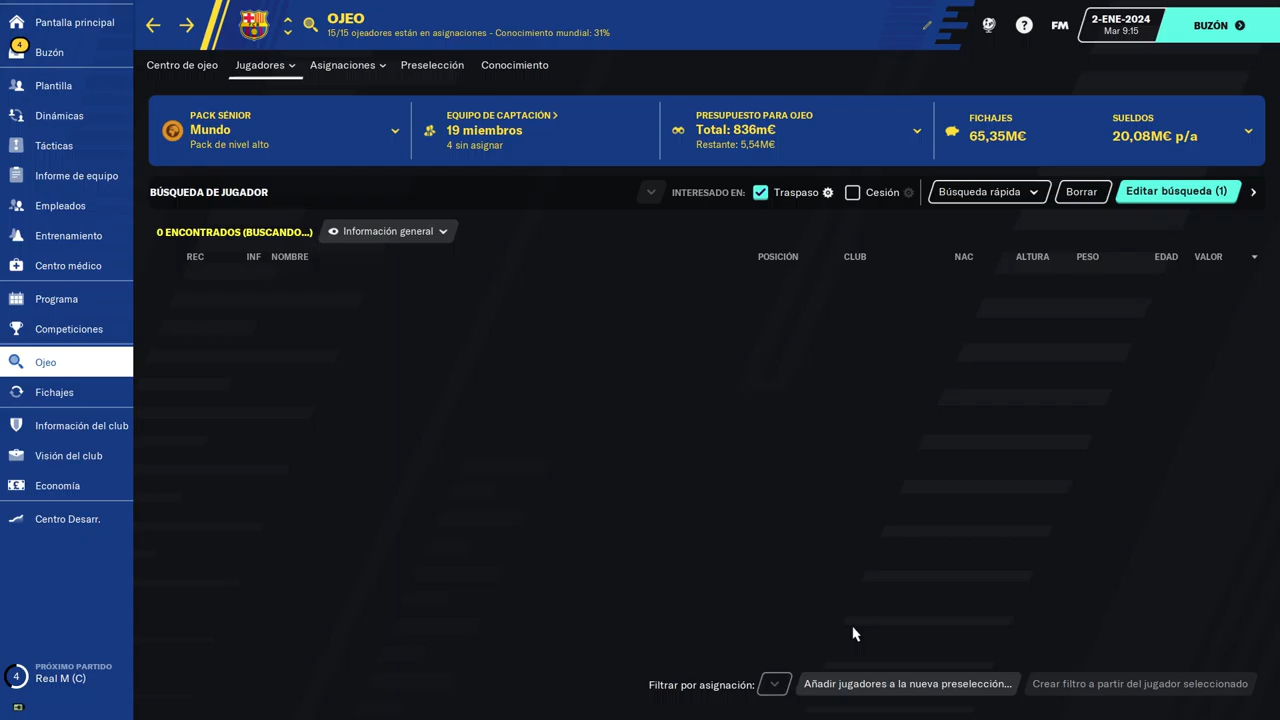 Pantalla principal
4
Buzón
Plantilla
Dinámicas
Tácticas
Informe de equipo
Empleados
Entrenamiento
Centro médico
Programa
Competiciones
Ojeo
Fichajes
Información del club
Visión del club
Economía
Centro Desarr.
4
PRÓXIMO PARTIDO
Real M (C)
OJEO
15/15 ojeadores están en asignaciones - Conocimiento mundial: 31%
?
FM
2-ENE-2024
Mar 9:15
BUZÓN
Centro de ojeo Jugadores Asignaciones Preselección Conocimiento
PACK SÉNIOR
Mundo
Pack de nivel alto
EQUIPO DE CAPTACIÓN >
19 miembros
4 sin asignar
PRESUPUESTO PARA OJEO
Total: 836m€
Restante: 5,54M€
FICHAJES
65,35M€
SUELDOS
20,08M€ p/a
BÚSQUEDA DE JUGADOR INTERESADO EN: Traspaso Cesión Búsqueda rápida Borrar Editar búsqueda (1)
0 ENCONTRADOS (BUSCANDO...) Información general
REC INF NOMBRE POSICIÓN CLUB NAC ALTURA PESO EDAD VALOR
Filtrar por asignación: Añadir jugadores a la nueva preselección... Crear filtro a partir del jugador seleccionado